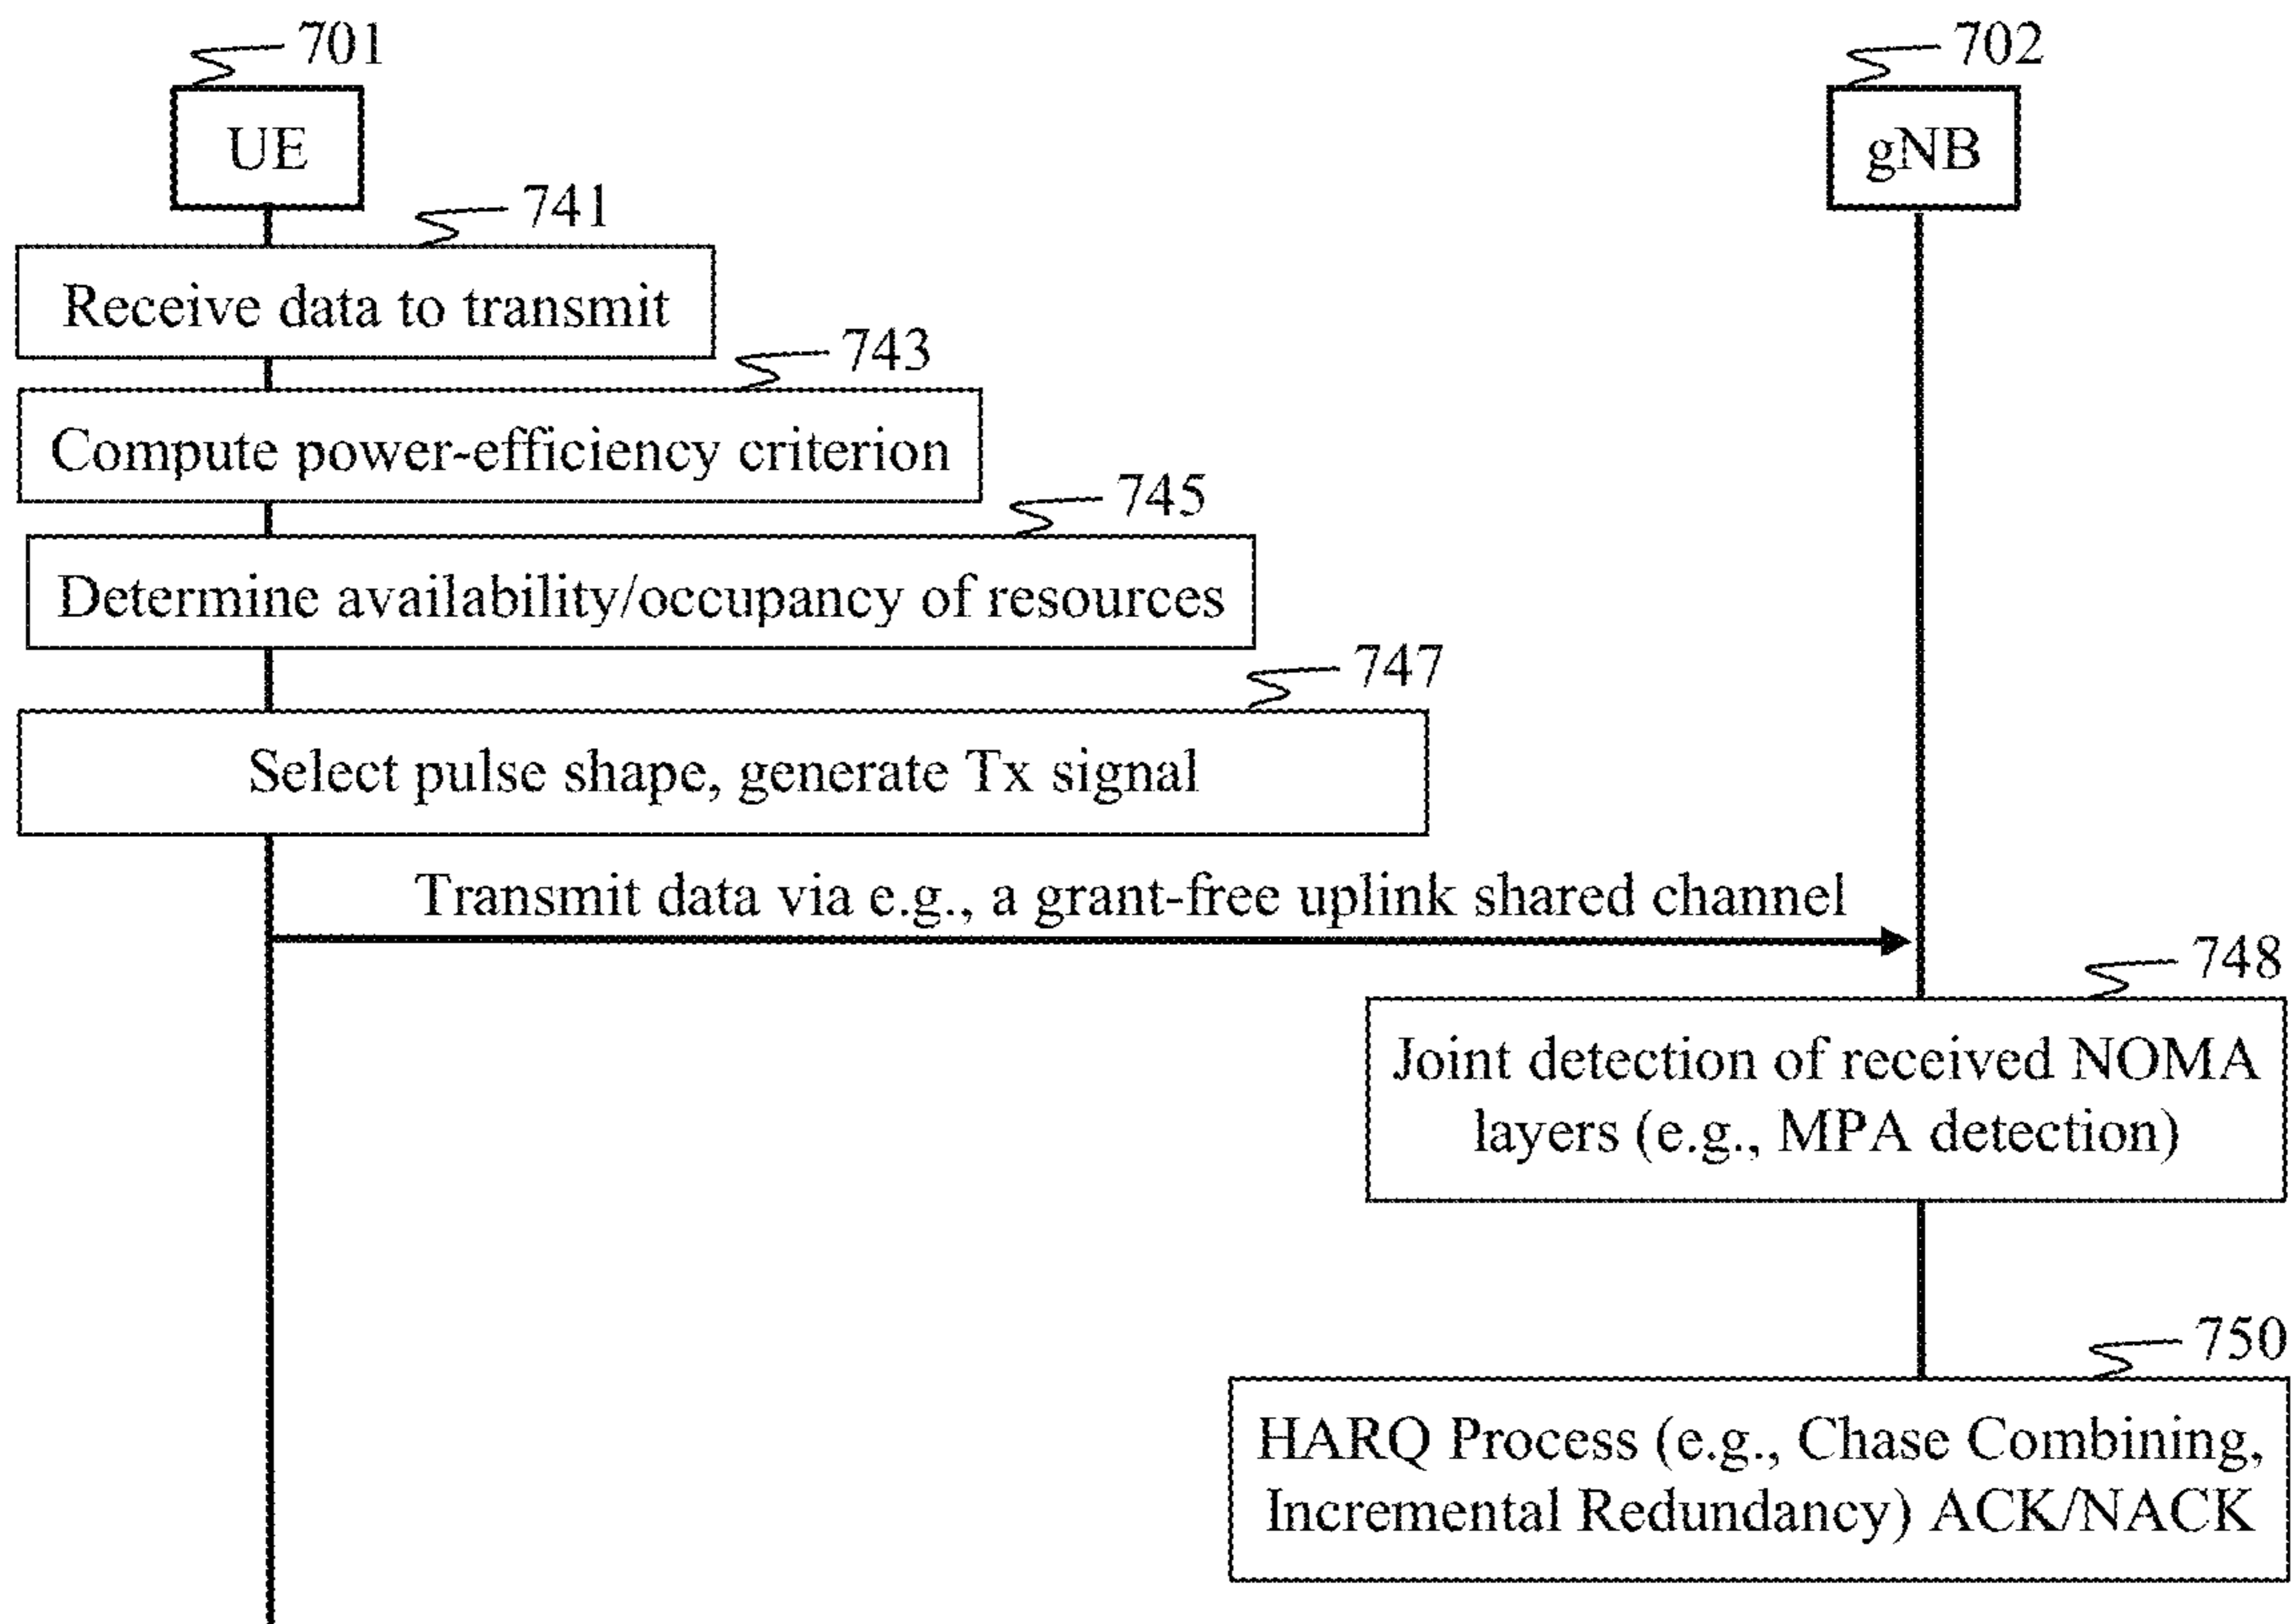 701
702
UE
gNB
741
Receive data to transmit
743
Compute power-efficiency criterion
745
Determine availability/occupancy of resources
747
Select pulse shape, generate Tx signal
Transmit data via e.g., a grant-free uplink shared channel
748
Joint detection of received NOMA
layers (e.g., MPA detection)
750
HARQ Process (e.g., Chase Combining,
Incremental Redundancy) ACK/NACK